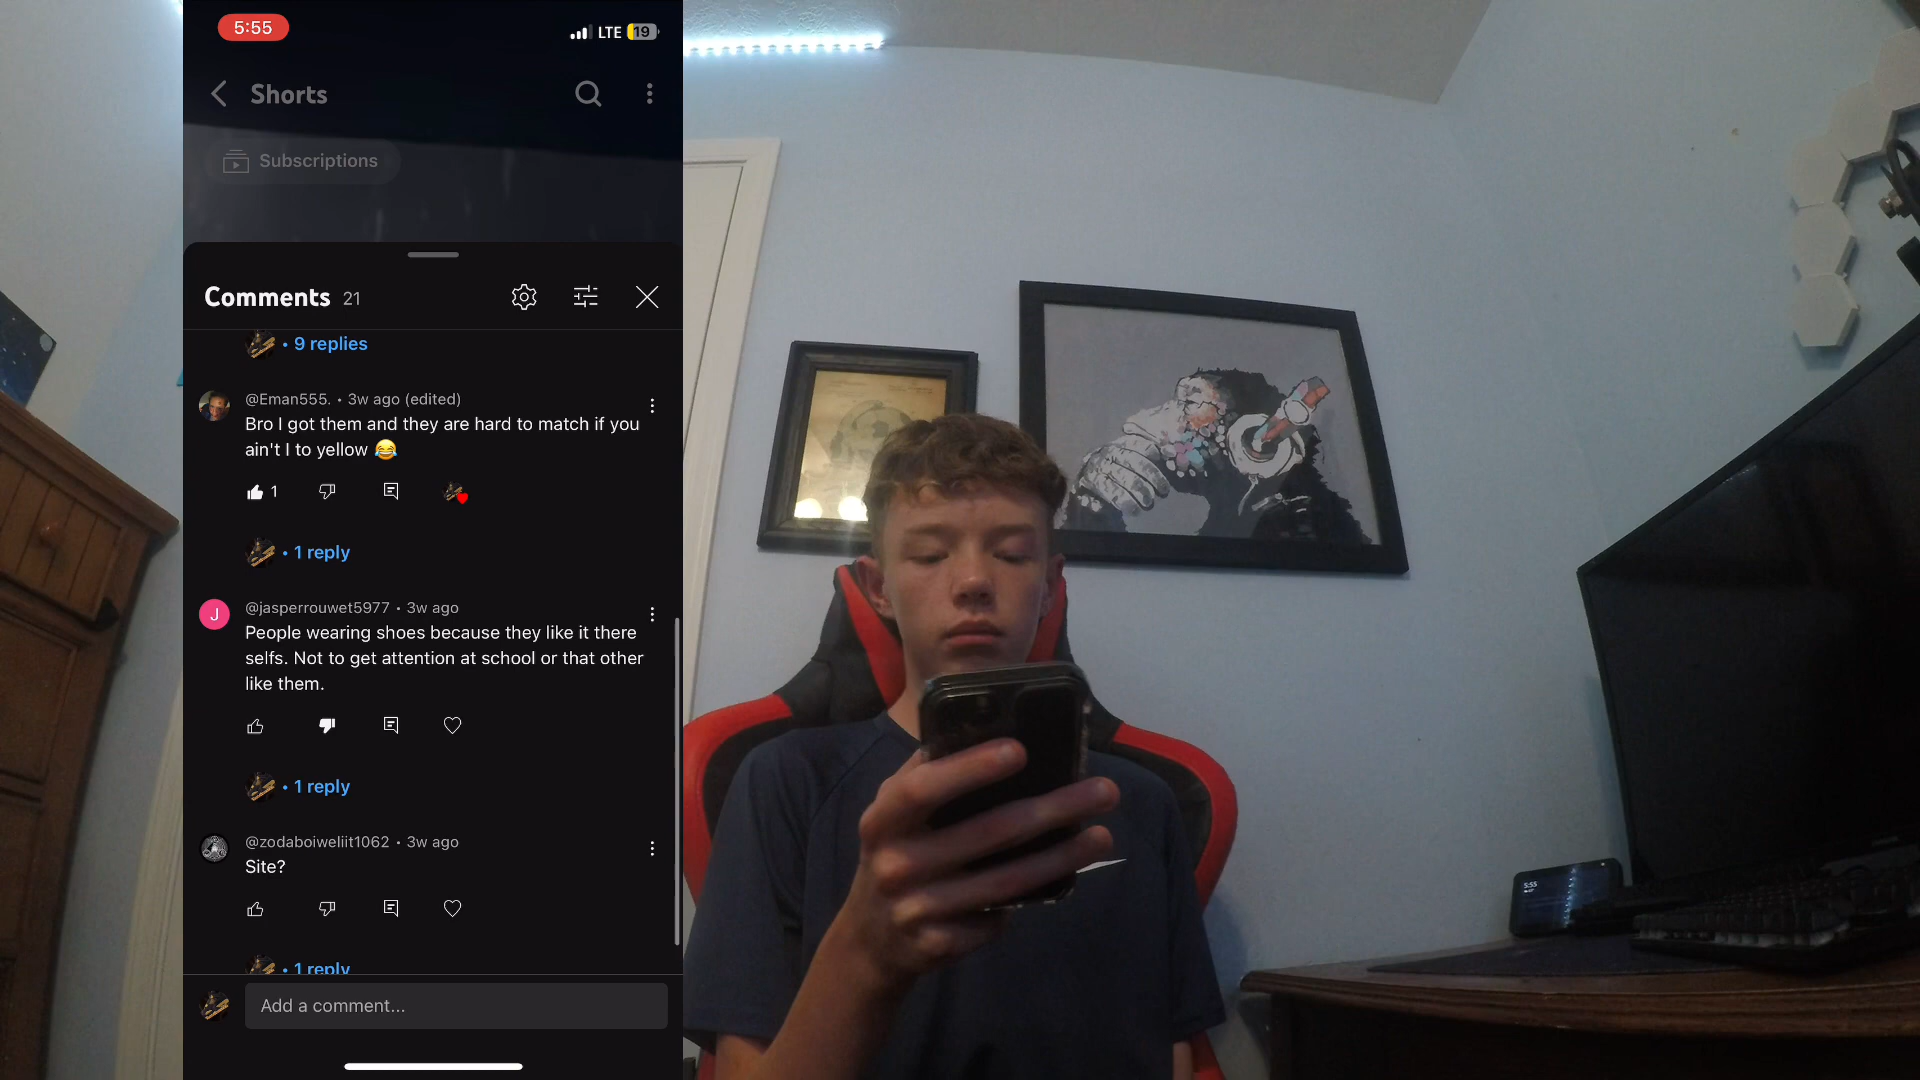 5:55
LTE 19
Shorts
Subscriptions
Comments 21
• 9 replies
@Eman555. • 3w ago (edited)
Bro I got them and they are hard to match if you
ain't I to yellow 😂
1
• 1 reply
J
@jasperrouwet5977 • 3w ago
People wearing shoes because they like it there
selfs. Not to get attention at school or that other
like them.
• 1 reply
@zodaboiweliit1062 • 3w ago
Site?
• 1 reply
Add a comment...
5:55